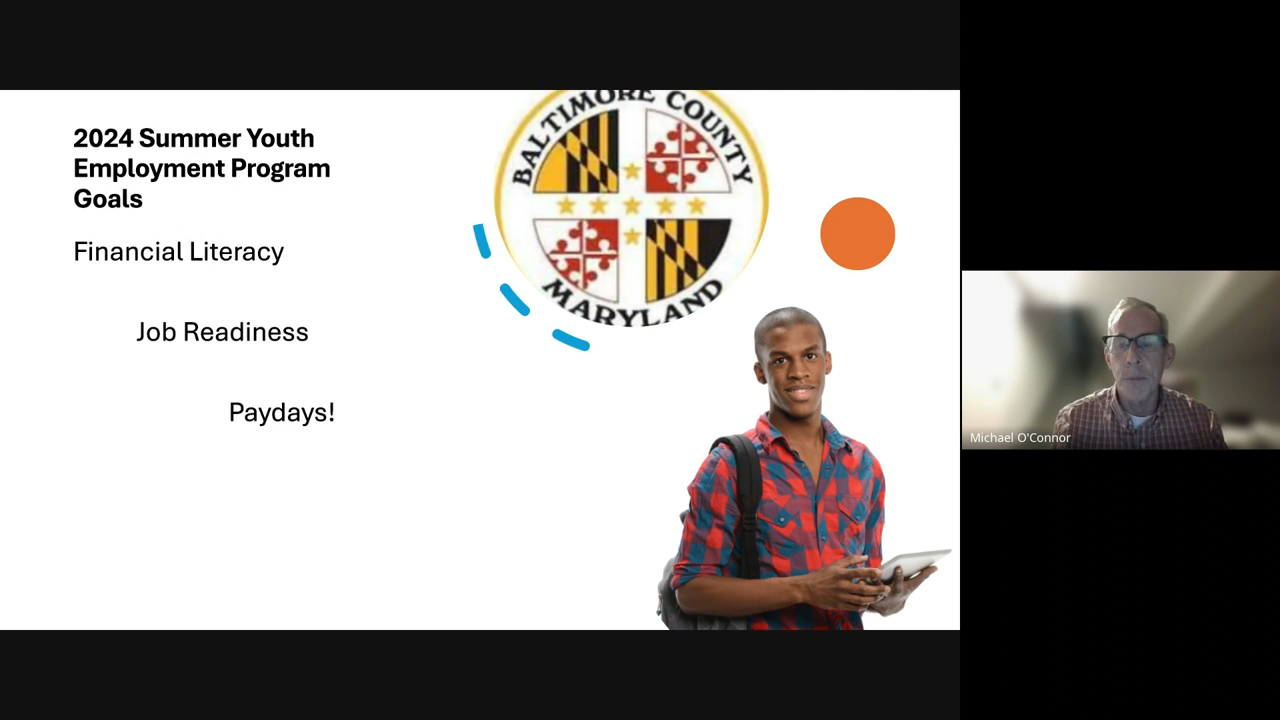 2024 Summer Youth
Employment Program
Goals
Financial Literacy
Job Readiness
Paydays!
BALTIMORE COUNTY
MARYLAND
Michael O'Connor